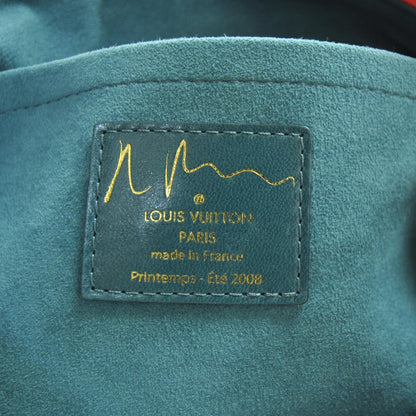 ®
LOUIS VUITTON
PARIS
made in France
Printemps - Été 2008